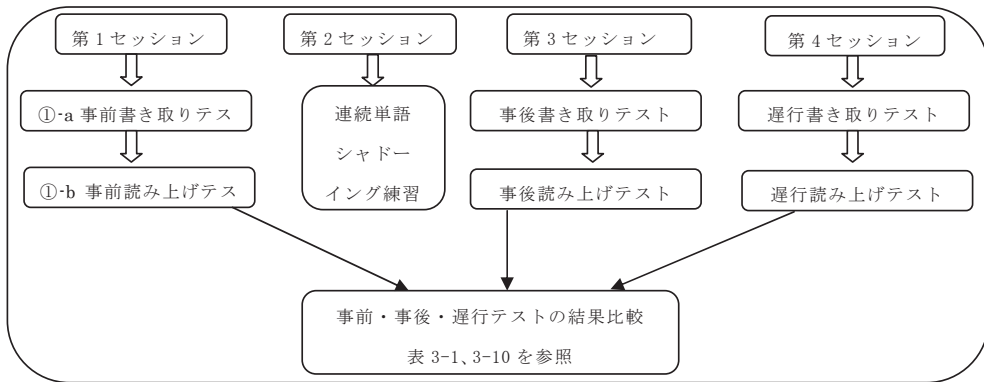 第1セッション
第2セッション
第3セッション
第4セッション
①-a 事前書き取りテス
連続単語
シャドー
イング練習
事後書き取りテスト
遅行書き取りテスト
①-b 事前読み上げテス
事後読み上げテスト
遅行読み上げテスト
事前・事後・遅行テストの結果比較
表 3-1、3-10 を参照